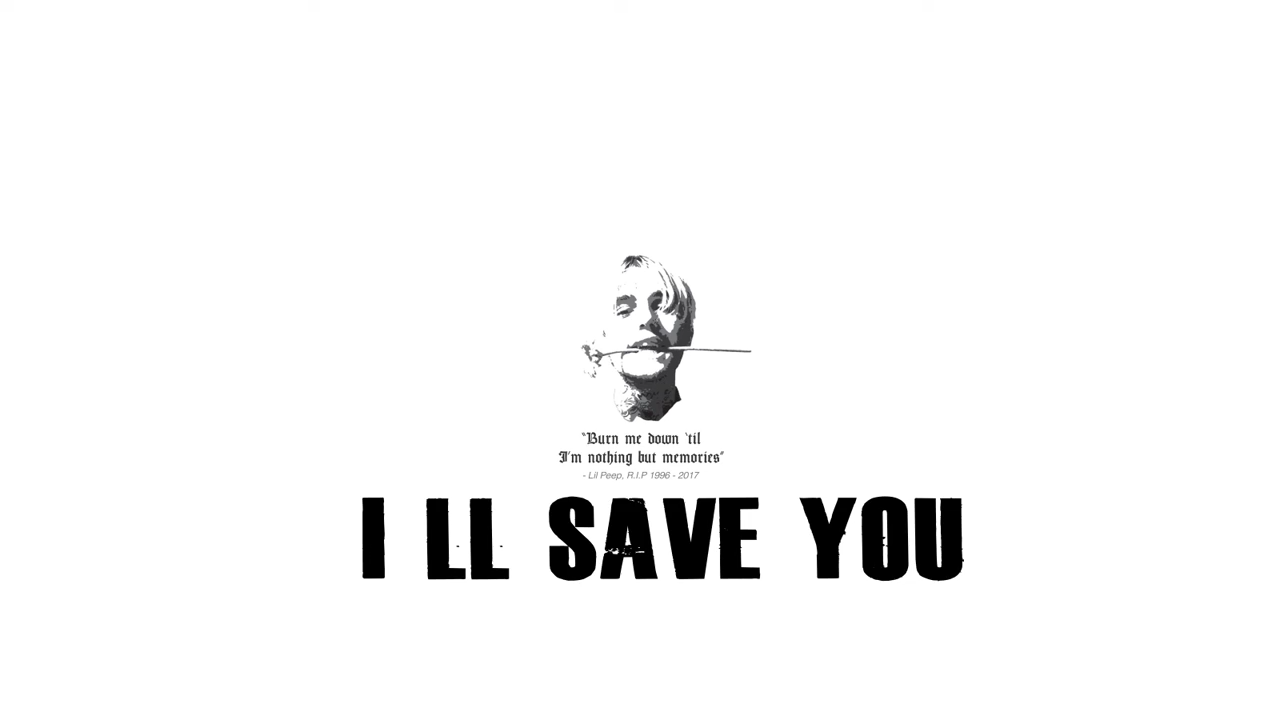 "Burn me down 'til
I'm nothing but memories"
- Lil Peep, R.I.P 1996 - 2017
I LL SAVE YOU